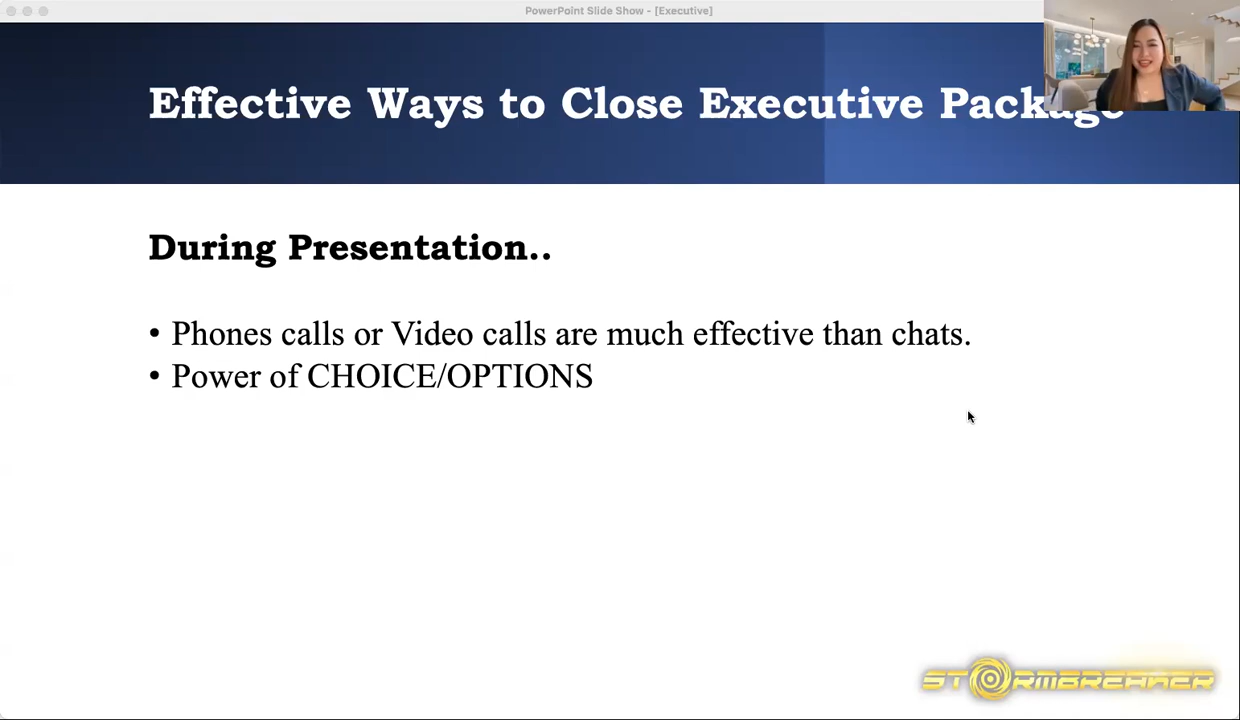 PowerPoint Slide Show - [Executive]
Effective Ways to Close Executive Package
During Presentation..
• Phones calls or Video calls are much effective than chats.
• Power of CHOICE/OPTIONS
STORMBREAKER